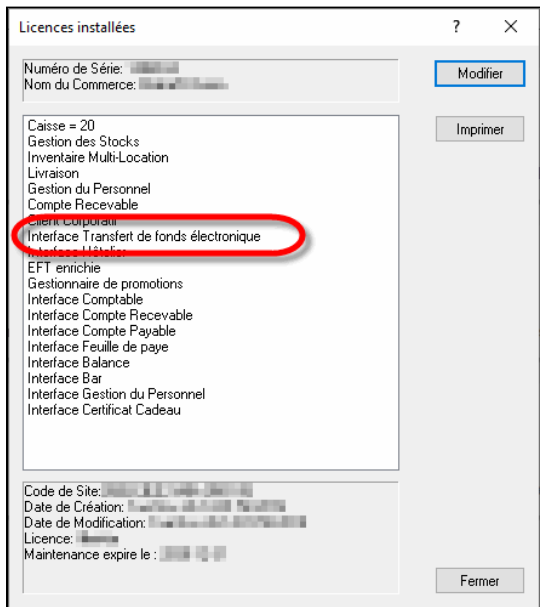 Licences installées
?
Numéro de Série:
Nom du Commerce:
Modifier
Imprimer
Caisse = 20
Gestion des Stocks
Inventaire Multi-Location
Livraison
Gestion du Personnel
Compte Recevable
Client Corporatif
Interface Transfert de fonds électronique
Interface Hôtelier
EFT enrichie
Gestionnaire de promotions
Interface Comptable
Interface Compte Recevable
Interface Compte Payable
Interface Feuille de paye
Interface Balance
Interface Bar
Interface Gestion du Personnel
Interface Certificat Cadeau
Code de Site:
Date de Création:
Date de Modification:
Licence:
Maintenance expire le :
Fermer